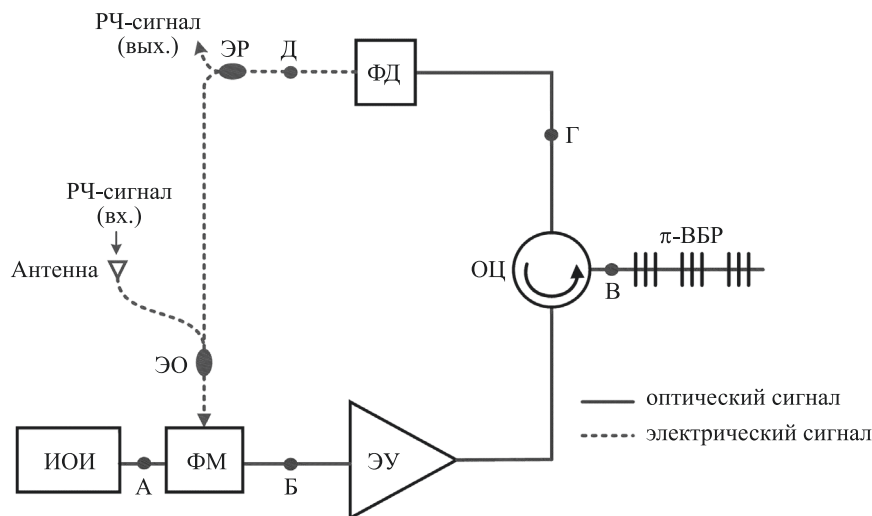 РЧ-сигнал
(вых.)
ЭР
Д
ФД
Г
РЧ-сигнал
(вх.)
Антенна
ОЦ
В
π-ВБР
ЭО
оптический сигнал
электрический сигнал
ИОИ
А
ФМ
Б
ЭУ